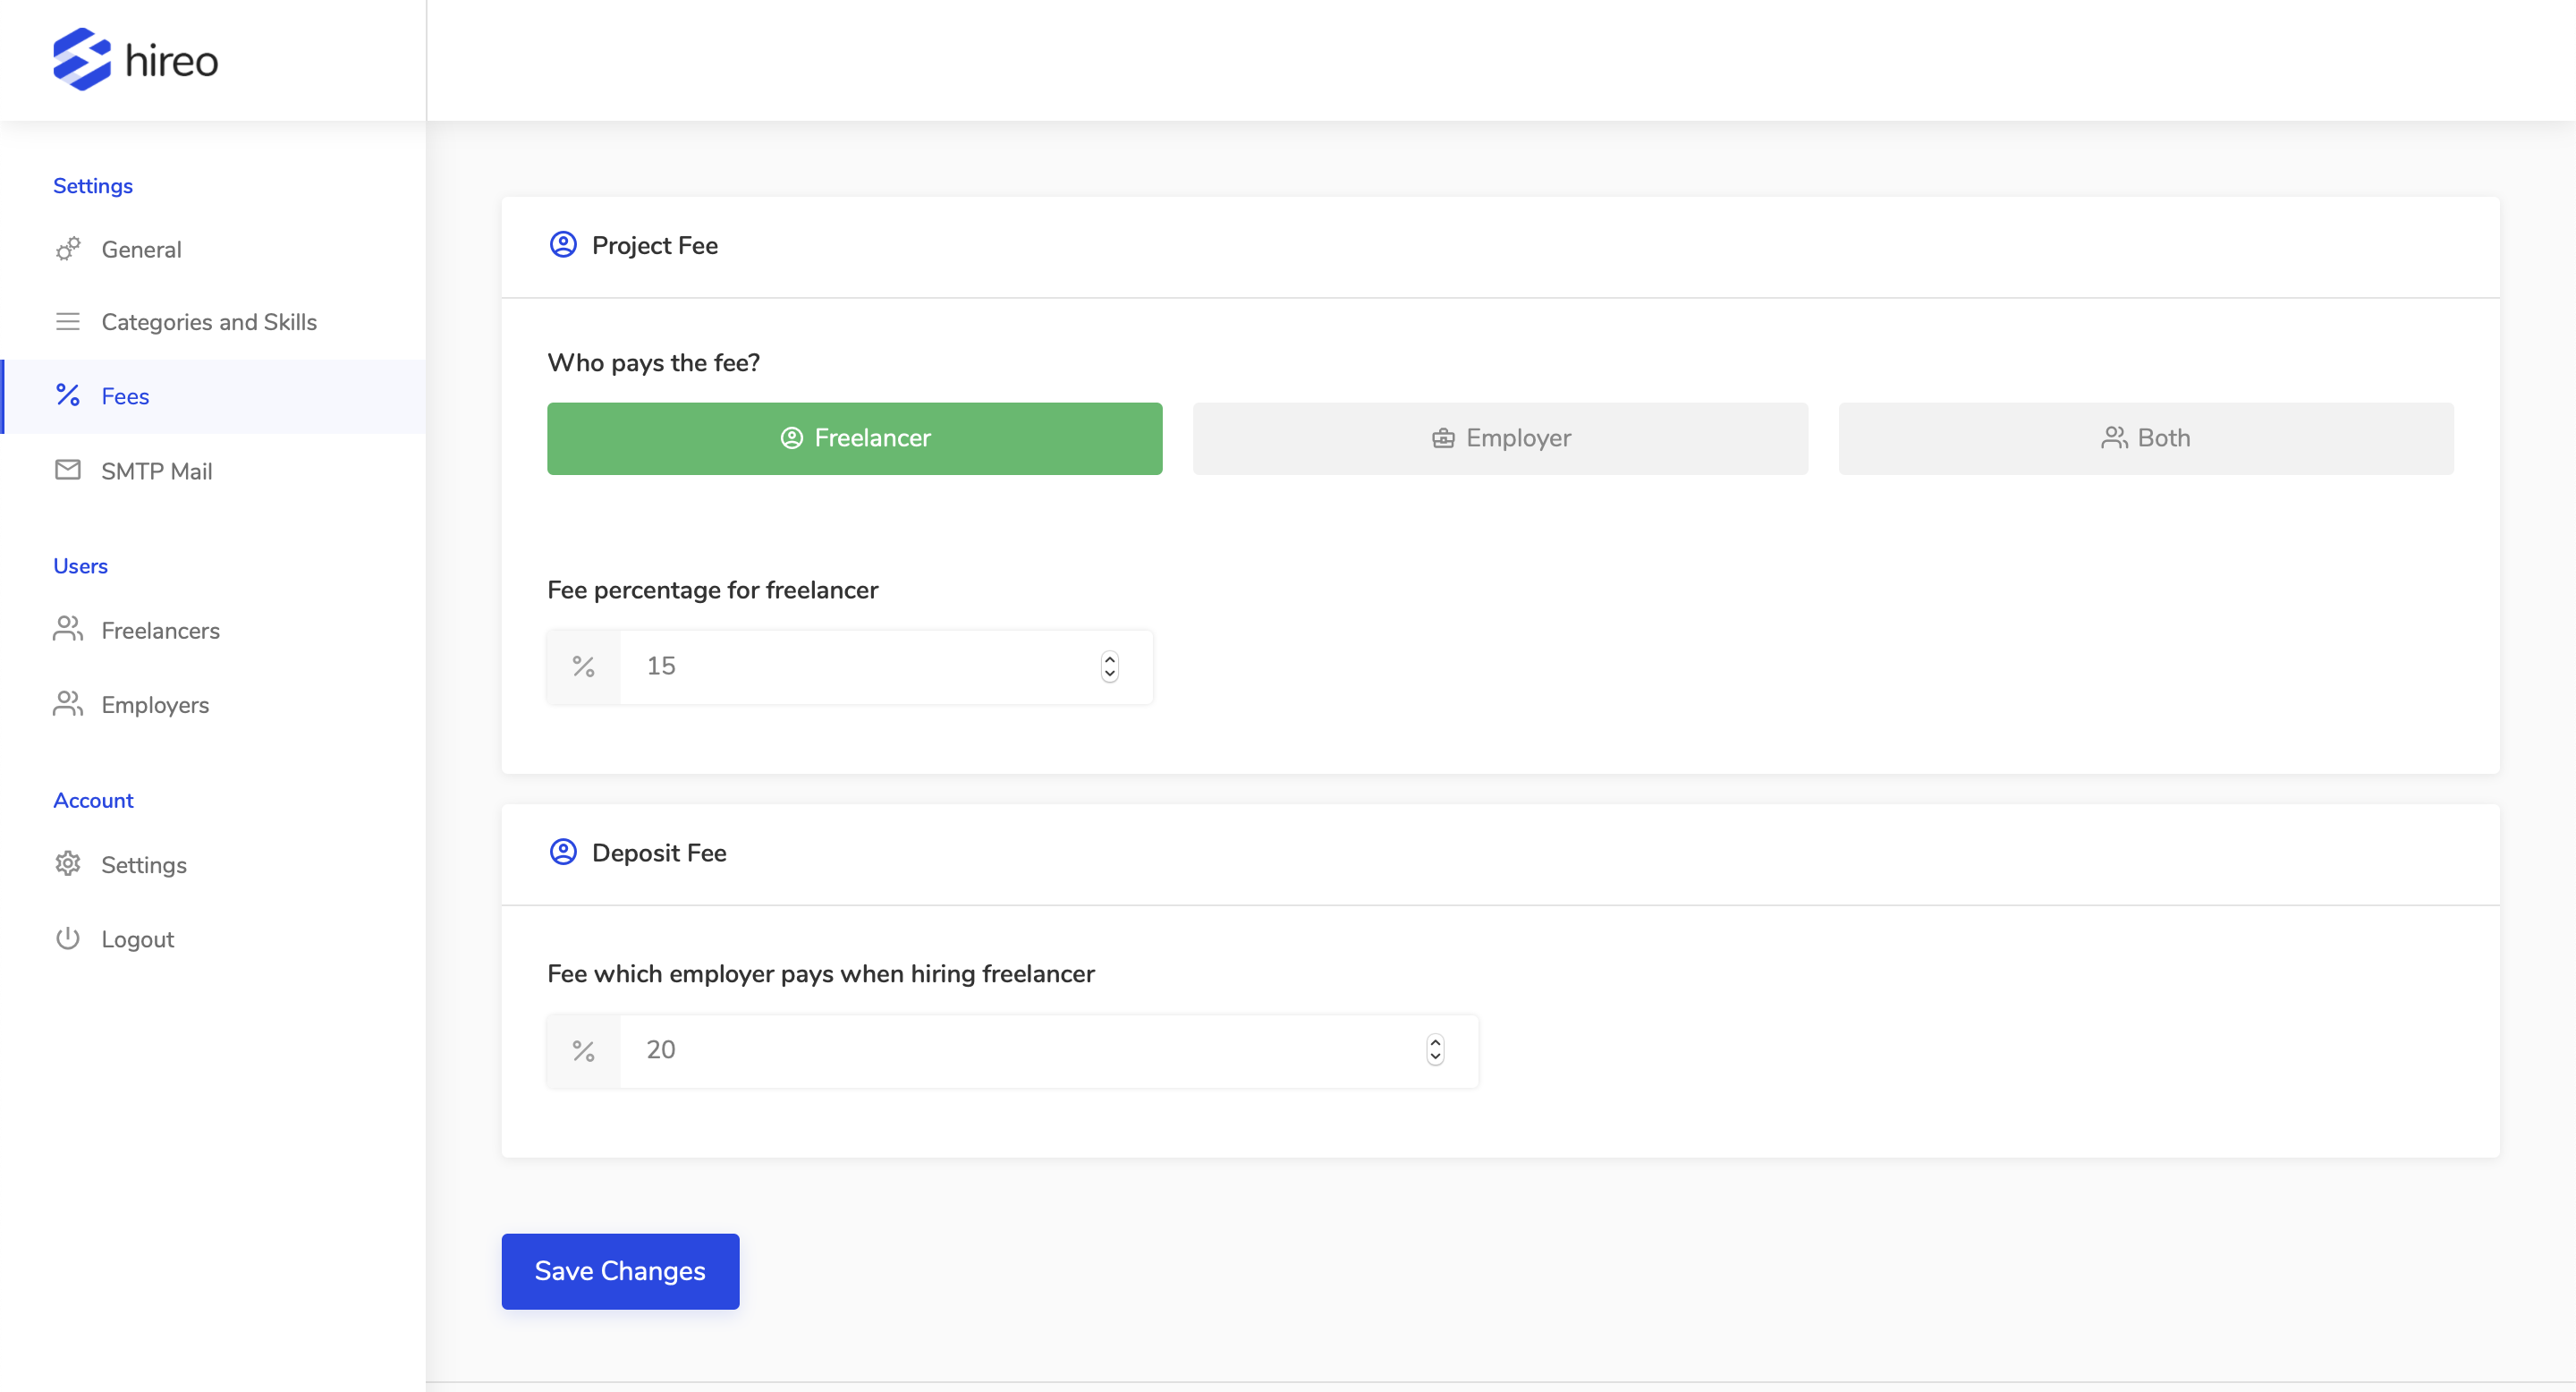 hireo
Settings
General
Categories and Skills
Fees
SMTP Mail
Users
Freelancers
Employers
Account
Settings
Logout
Project Fee
Who pays the fee?
Freelancer
Employer
Both
Fee percentage for freelancer
% 15
Deposit Fee
Fee which employer pays when hiring freelancer
% 20
Save Changes